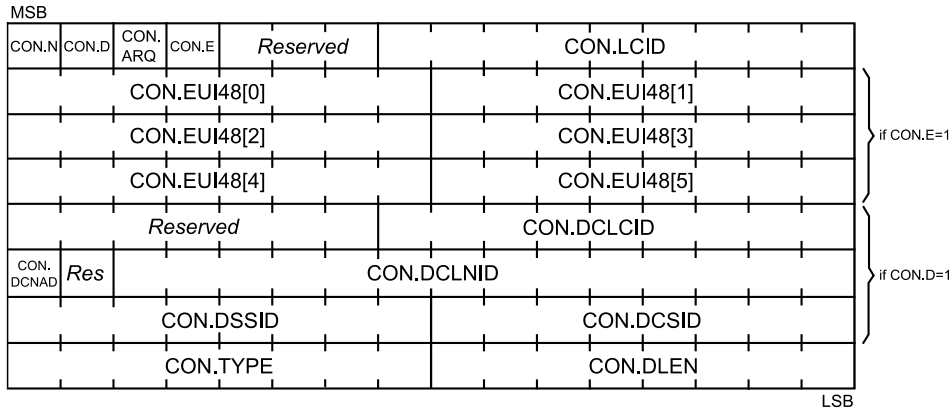 MSB
CON.N CON.D CON. ARQ CON.E Reserved CON.LCID
CON.EUI48[0] CON.EUI48[1]
CON.EUI48[2] CON.EUI48[3] if CON.E=1
CON.EUI48[4] CON.EUI48[5]
Reserved CON.DCLCID
CON. DCNAD Res CON.DCLNID if CON.D=1
CON.DSSID CON.DCSID
CON.TYPE CON.DLEN
LSB